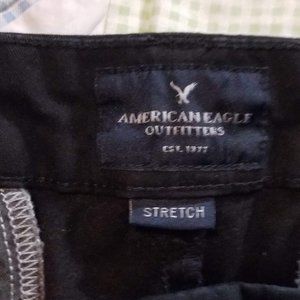 AMERICAN EAGLE
OUTFITTERS
EST. 1977
STRETCH